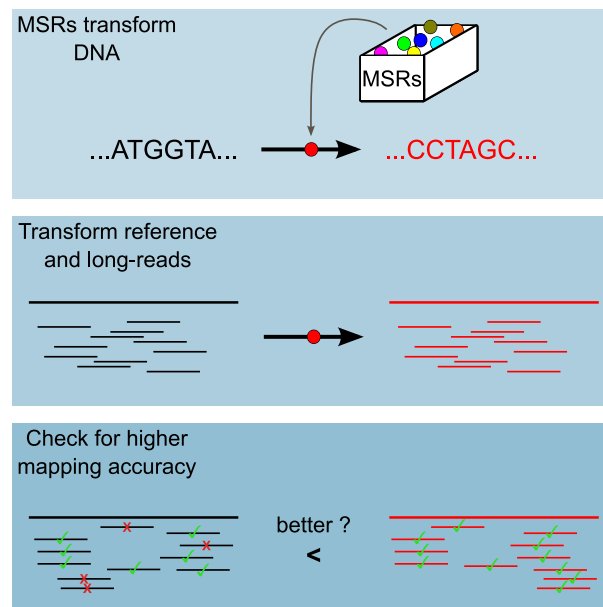 MSRs transform
DNA
MSRs
...ATGGTA...
...CCTAGC...
Transform reference
and long-reads
Check for higher
mapping accuracy
better ?
<